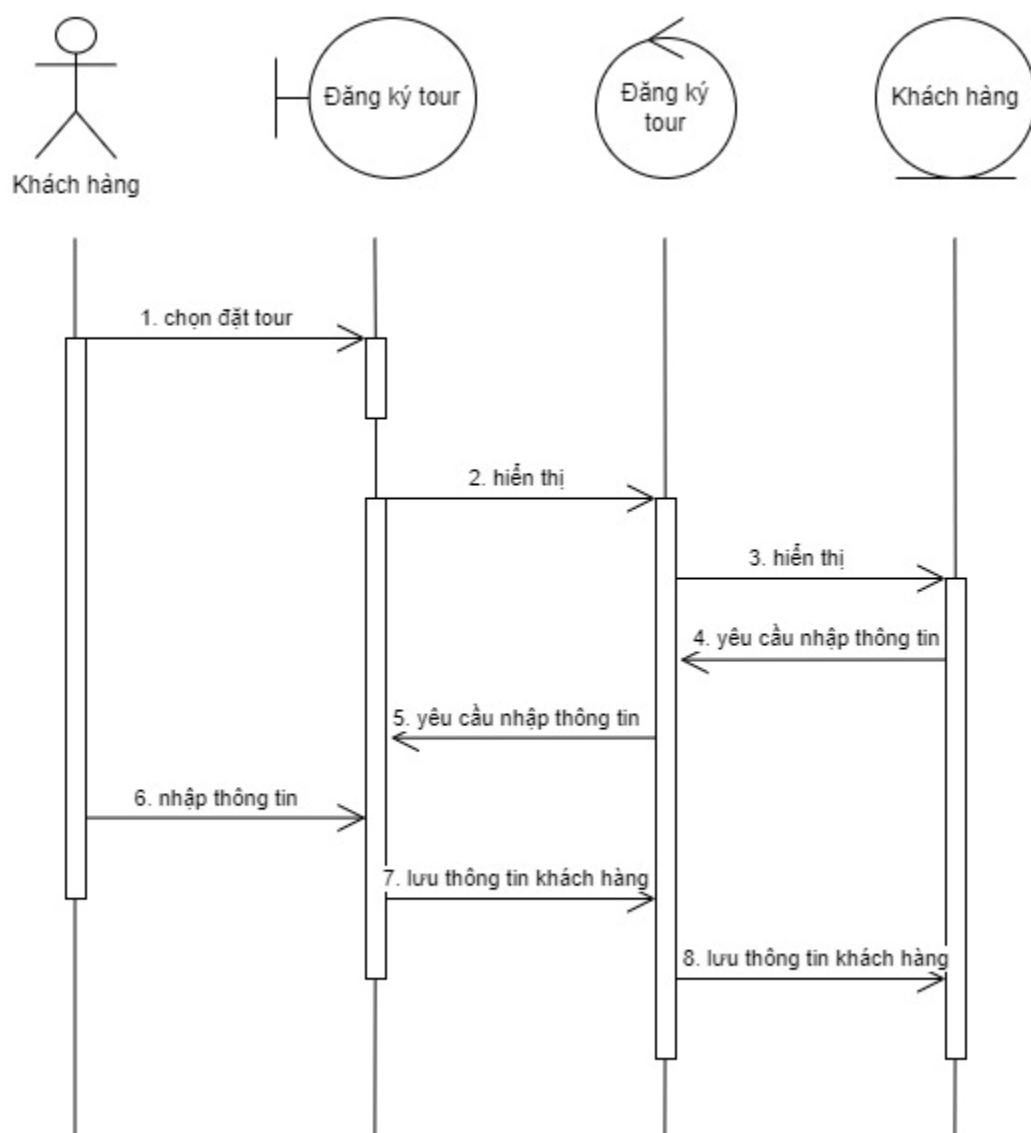 Đăng ký tour
Đăng ký
tour
Khách hàng
Khách hàng
1. chọn đặt tour
2. hiển thị
3. hiển thị
4. yêu cầu nhập thông tin
5. yêu cầu nhập thông tin
6. nhập thông tin
7. lưu thông tin khách hàng
8. lưu thông tin khách hàng